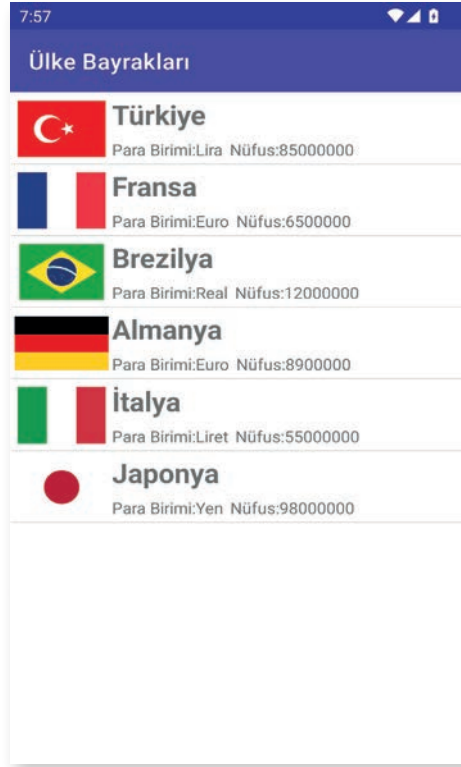 7:57
Ülke Bayrakları
Türkiye
Para Birimi:Lira Nüfus:85000000
Fransa
Para Birimi:Euro Nüfus:6500000
Brezilya
Para Birimi:Real Nüfus:12000000
Almanya
Para Birimi:Euro Nüfus:8900000
İtalya
Para Birimi:Liret Nüfus:55000000
Japonya
Para Birimi:Yen Nüfus:98000000